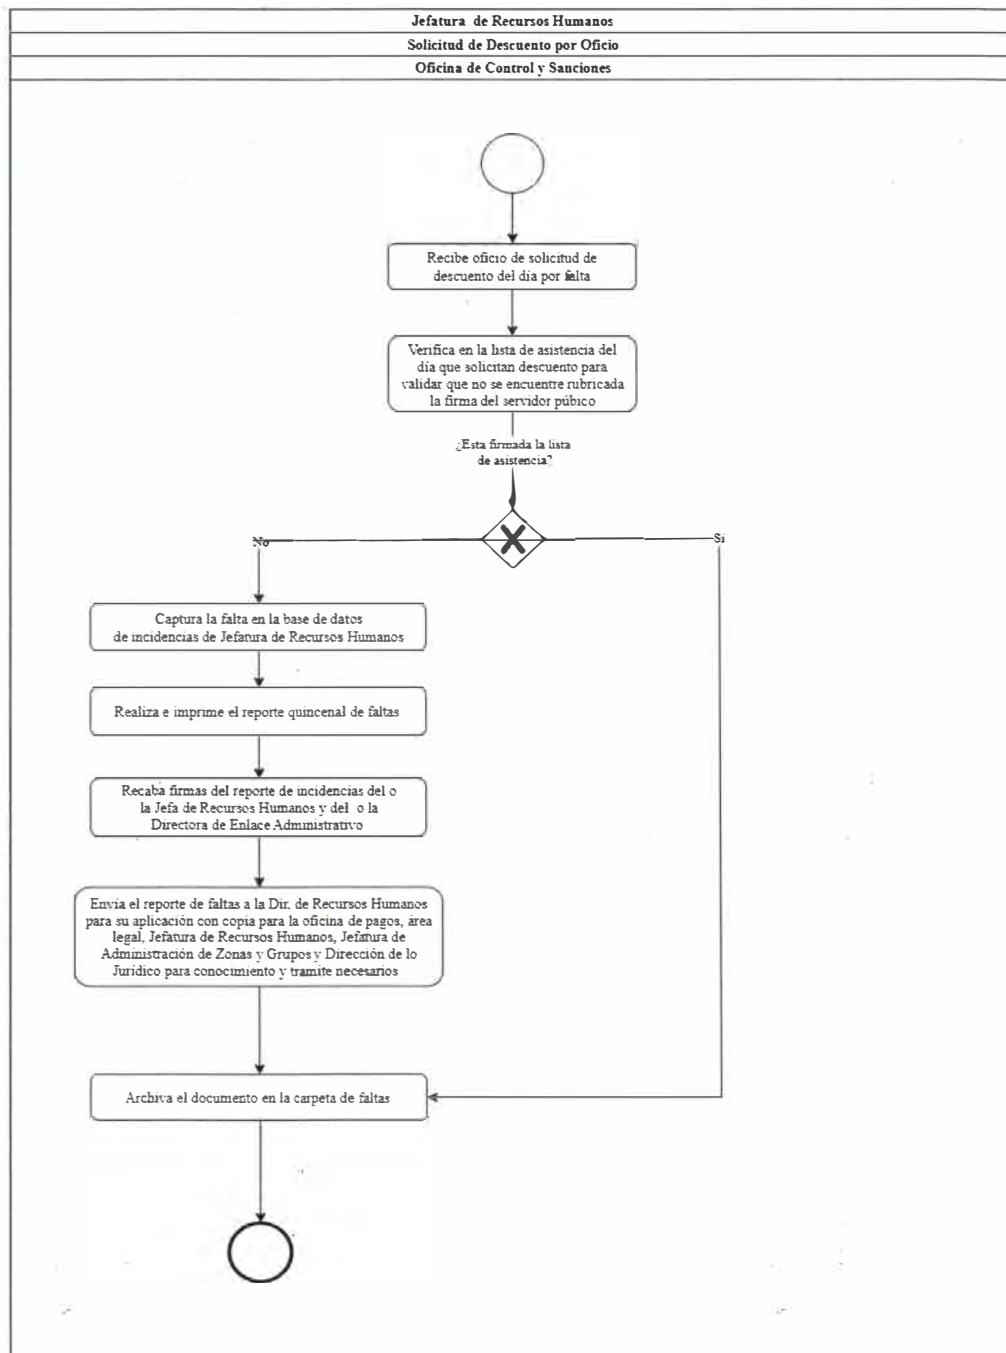 Jefatura de Recursos Humanos
Solicitud de Descuento por Oficio
Oficina de Control y Sanciones
Recibe oficio de solicitud de
descuento del día por falta
Verifica en la lista de asistencia del
día que solicitan descuento para
validar que no se encuentre rubricada
la firma del servidor púbico
¿Esta firmada la lista
de asistencia?
No
Si
Captura la falta en la base de datos
de incidencias de Jefatura de Recursos Humanos
Realiza e imprime el reporte quincenal de faltas
Recaba firmas del reporte de incidencias del o
la Jefa de Recursos Humanos y del o la
Directora de Enlace Administrativo
Envia el reporte de faltas a la Dir. de Recursos Humanos
para su aplicación con copia para la oficina de pagos, área
legal, Jefatura de Recursos Humanos, Jefatura de
Administración de Zonas y Grupos y Dirección de lo
Jurídico para conocimiento y tramite necesarios
Archiva el documento en la carpeta de faltas